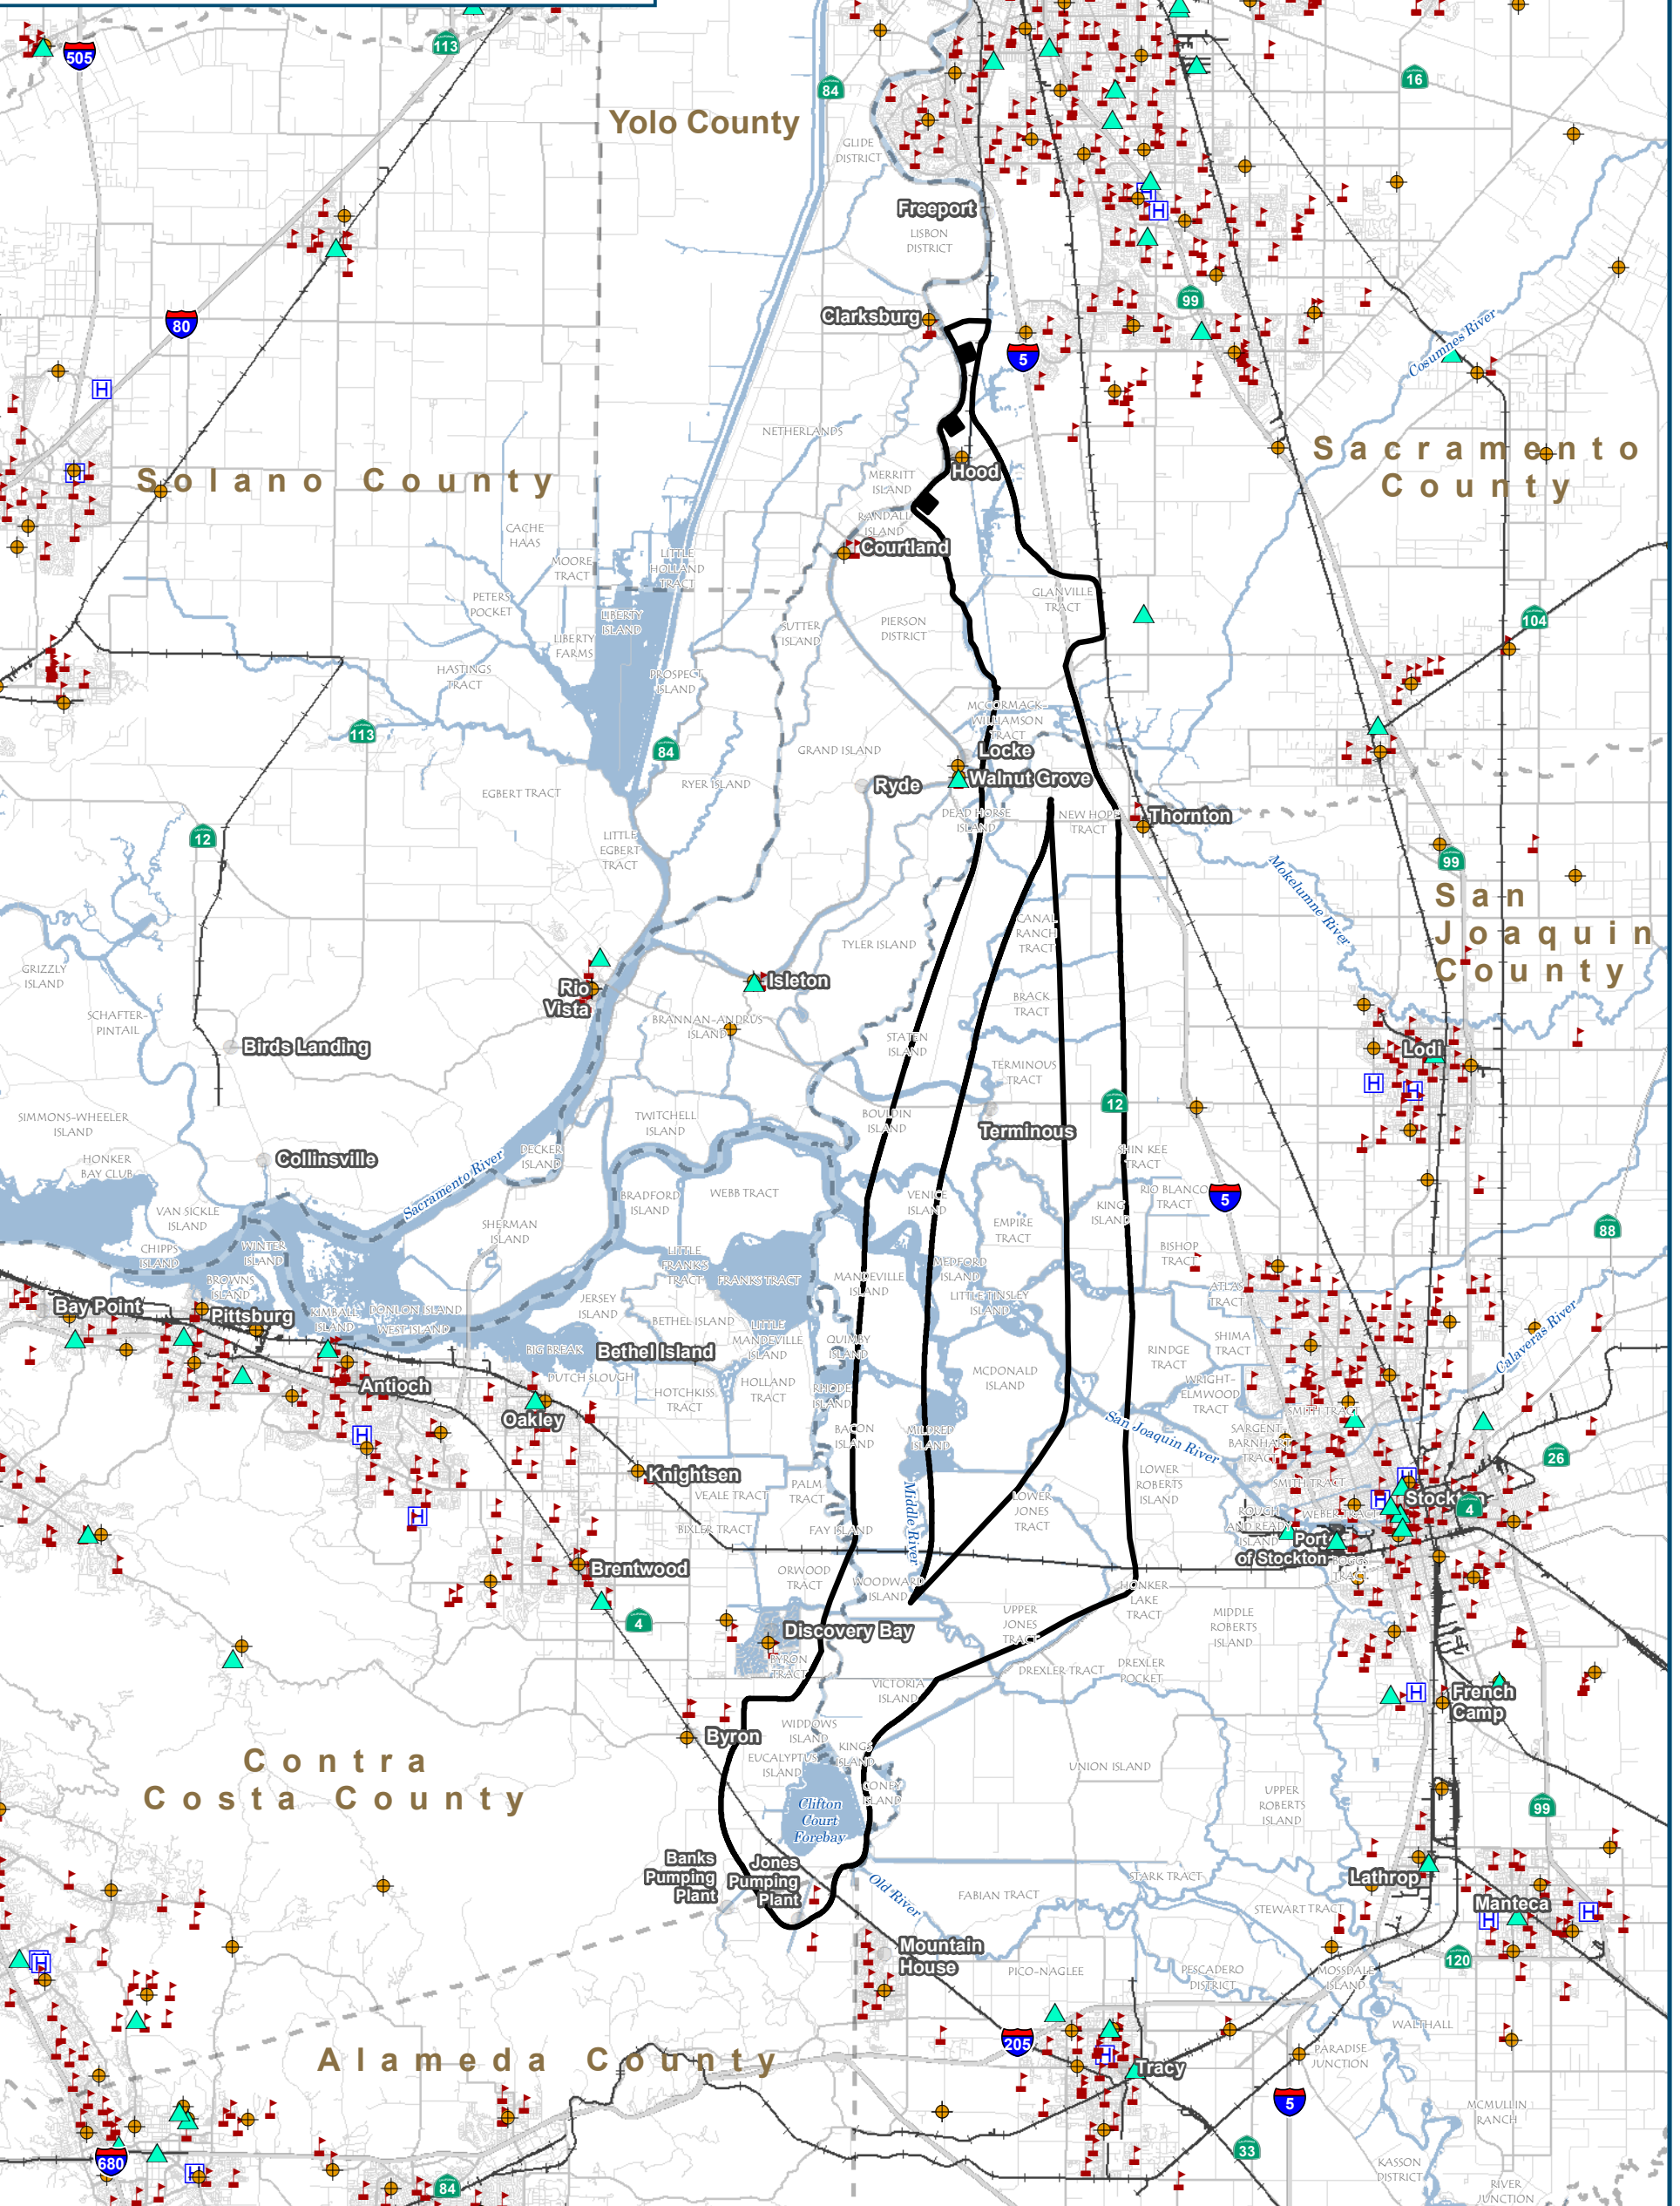 505
113
84
16
Yolo County
GLIDE
DISTRICT
Freeport
LISBON
DISTRICT
99
Clarksburg
80
5
Cosumnes River
NETHERLANDS
Sacramento
County
Solano County
Hood
MERRITT
ISLAND
RANDALL
ISLAND
CACHE
HAAS
Courtland
MOORE
TRACT
LITTLE
HOLLAND
TRACT
PETERS
POCKET
GLANVILLE
TRACT
LIBERTY
ISLAND
104
SUTTER
ISLAND
PIERSON
DISTRICT
LIBERTY
FARMS
HASTINGS
TRACT
PROSPECT
ISLAND
MCCORMACK-
WILLIAMSON
TRACT
113
84
GRAND ISLAND
Locke
Walnut Grove
Ryde
RYER ISLAND
EGBERT TRACT
DEAD HORSE
ISLAND
NEW HOPE
TRACT
Thornton
12
LITTLE
EGBERT
TRACT
99
Mokelumne River
San
Joaquin
County
CANAL
RANCH
TRACT
TYLER ISLAND
GRIZZLY
ISLAND
Rio
Vista
Isleton
BRACK
TRACT
SCHAFTER-
PINTAIL
BRANNAN-ANDRUS
ISLAND
Birds Landing
STATEN
ISLAND
Lodi
TERMINOUS
TRACT
H
H
12
SIMMONS-WHEELER
ISLAND
TWITCHELL
ISLAND
BOULDIN
ISLAND
Terminous
HONKER
BAY CLUB
Collinsville
DECKER
ISLAND
SHIN KEE
TRACT
Sacramento River
BRADFORD
ISLAND
WEBB TRACT
VENICE
ISLAND
KING
ISLAND
RIO BLANCO
TRACT
5
VAN SICKLE
ISLAND
SHERMAN
ISLAND
EMPIRE
TRACT
88
CHIPPS
ISLAND
WINTER
ISLAND
LITTLE
FRANKS
TRACT
FRANKS TRACT
MANDEVILLE
ISLAND
MEDFORD
ISLAND
BISHOP
TRACT
BROWNS
ISLAND
JERSEY
ISLAND
LITTLE TINSLEY
ISLAND
ATLAS
TRACT
Bay Point
Pittsburg
KIMBALL
ISLAND
DONLON ISLAND
WEST ISLAND
BETHEL ISLAND
LITTLE
MANDEVILLE
ISLAND
QUIMBY
ISLAND
SHIMA
TRACT
Calaveras River
BIG BREAK
Bethel Island
RINDGE
TRACT
DUTCH SLOUGH
HOLLAND
TRACT
RHODE
ISLAND
MCDONALD
ISLAND
WRIGHT-
ELMWOOD
TRACT
Antioch
HOTCHKISS
TRACT
Oakley
SMITH TRACT
BACON
ISLAND
MILDRED
ISLAND
San Joaquin River
SARGENT
BARNHART
TRACT
H
26
Knightsen
PALM
TRACT
Middle River
LOWER
ROBERTS
ISLAND
SMITH TRACT
H
VEALE TRACT
LOWER
JONES
TRACT
H
Stockton
4
H
BIXLER TRACT
FAY ISLAND
ROUGH
AND READY
ISLAND
WEBER TRACT
Port
of Stockton
BOGGS
TRACT
Brentwood
ORWOOD
TRACT
WOODWARD
ISLAND
HONKER
LAKE
TRACT
4
Discovery Bay
UPPER
JONES
TRACT
MIDDLE
ROBERTS
ISLAND
BYRON
TRACT
DREXLER TRACT
DREXLER
POCKET
VICTORIA
ISLAND
H
French
Camp
Byron
WIDDOWS
ISLAND
KINGS
ISLAND
EUCALYPTUS
ISLAND
Contra
Costa County
UNION ISLAND
CONEY
ISLAND
Clifton
Court
Forebay
UPPER
ROBERTS
ISLAND
99
Banks
Pumping
Plant
Jones
Pumping
Plant
Old River
STARK TRACT
Lathrop
FABIAN TRACT
STEWART TRACT
Manteca
H
H
Mountain
House
120
H
PICO-NAGLEE
PESCADERO
DISTRICT
MOSSDALE
ISLAND
WALTHALL
205
H
Alameda County
Tracy
PARADISE
JUNCTION
5
MCMULLIN
RANCH
33
680
H
84
KASSON
DISTRICT
RIVER
JUNCTION